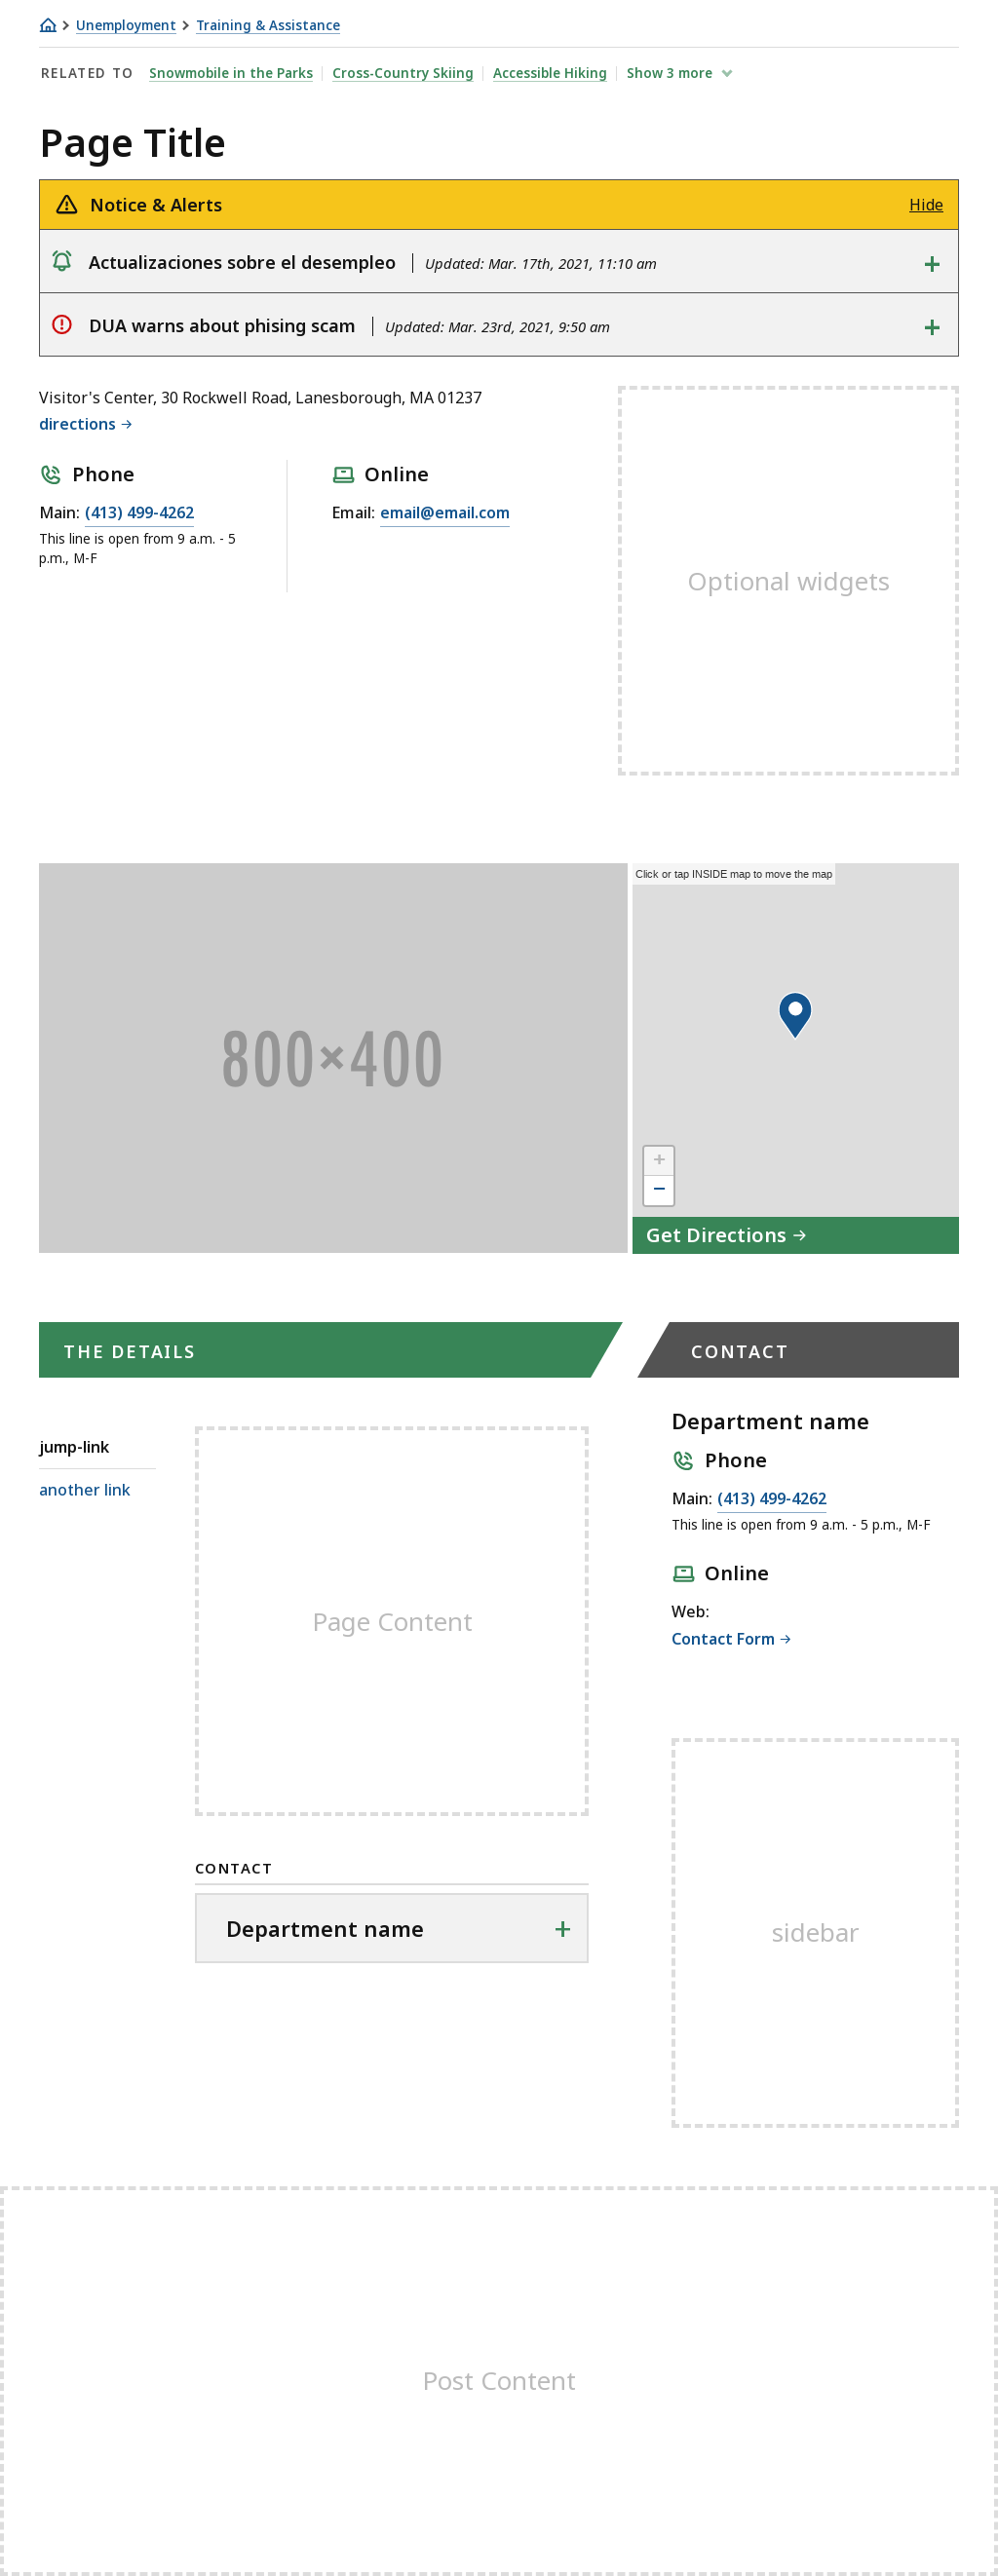 Unemployment Training & Assistance
RELATED TO Snowmobile in the Parks Cross-Country Skiing Accessible Hiking Show 3 more
Page Title
Notice & Alerts Hide
Actualizaciones sobre el desempleo Updated: Mar. 17th, 2021, 11:10 am +
DUA warns about phising scam Updated: Mar. 23rd, 2021, 9:50 am +
Visitor's Center, 30 Rockwell Road, Lanesborough, MA 01237
directions →
Phone
Main: (413) 499-4262
This line is open from 9 a.m. - 5
p.m., M-F
Online
Email: email@email.com
Optional widgets
800×400
Click or tap INSIDE map to move the map
+
−
Get Directions →
THE DETAILS
jump-link
another link
Page Content
CONTACT
Department name +
CONTACT
Department name
Phone
Main: (413) 499-4262
This line is open from 9 a.m. - 5 p.m., M-F
Online
Web:
Contact Form →
sidebar
Post Content